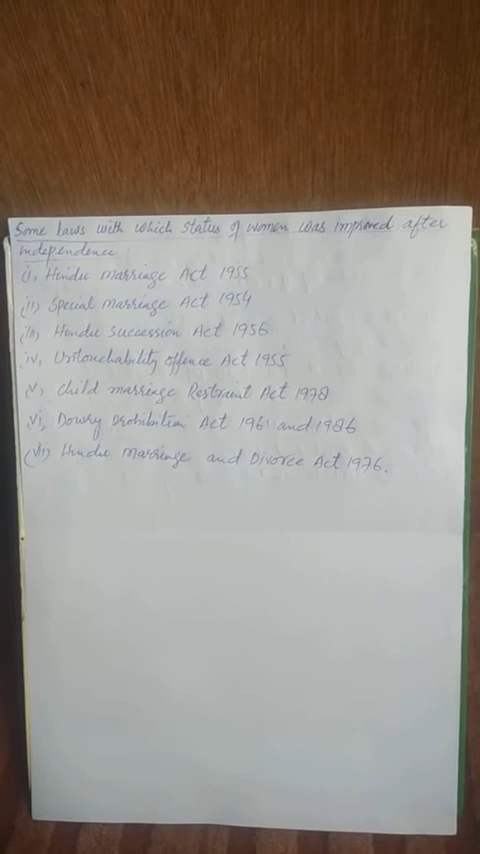 Some laws with which status of women was improved after
independence
(i), Hindu marriage Act 1955
(ii) Special marriage Act 1954
(iii) Hindu Succession Act 1956
iv, Untouchability offence Act 1955
v, Child marriage Restraint Act 1978
vi, Dowry Prohibition Act 1961 and 1986
(vii) Hindu marriage and Divorce Act 1976.